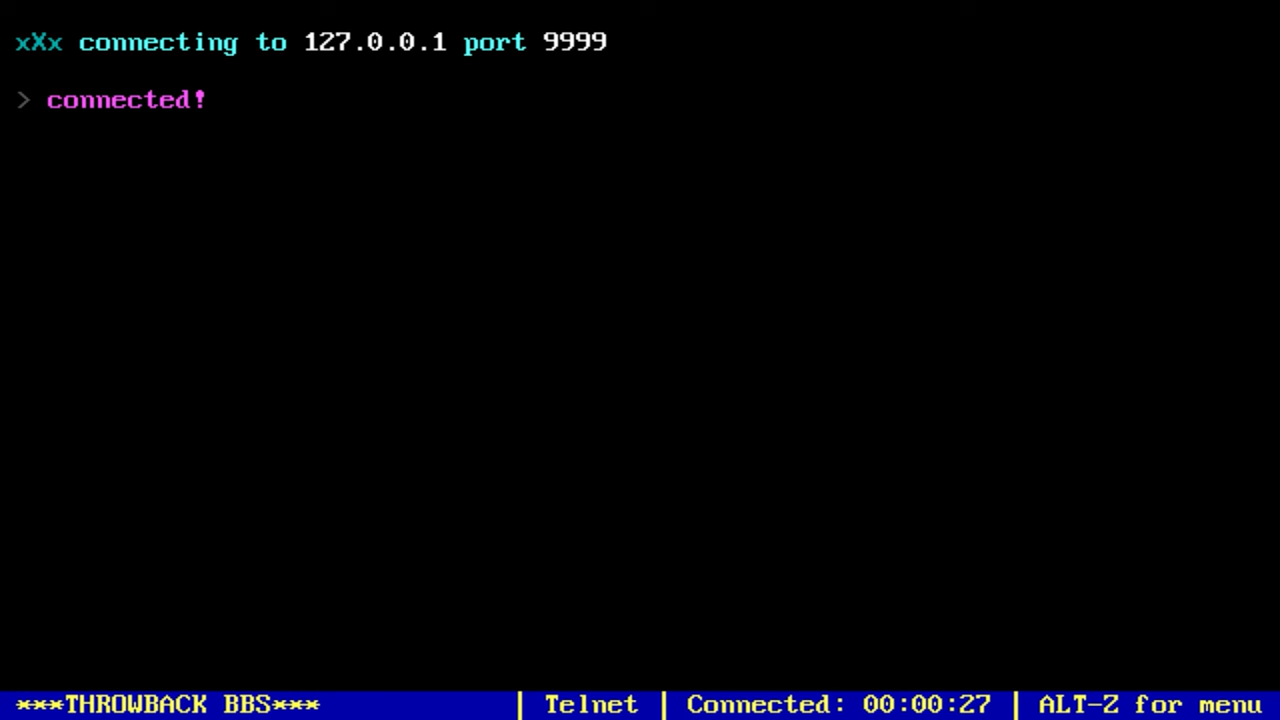 xXx connecting to 127.0.0.1 port 9999
> connected!
***THROWBACK BBS*** | Telnet | Connected: 00:00:27 | ALT-Z for menu